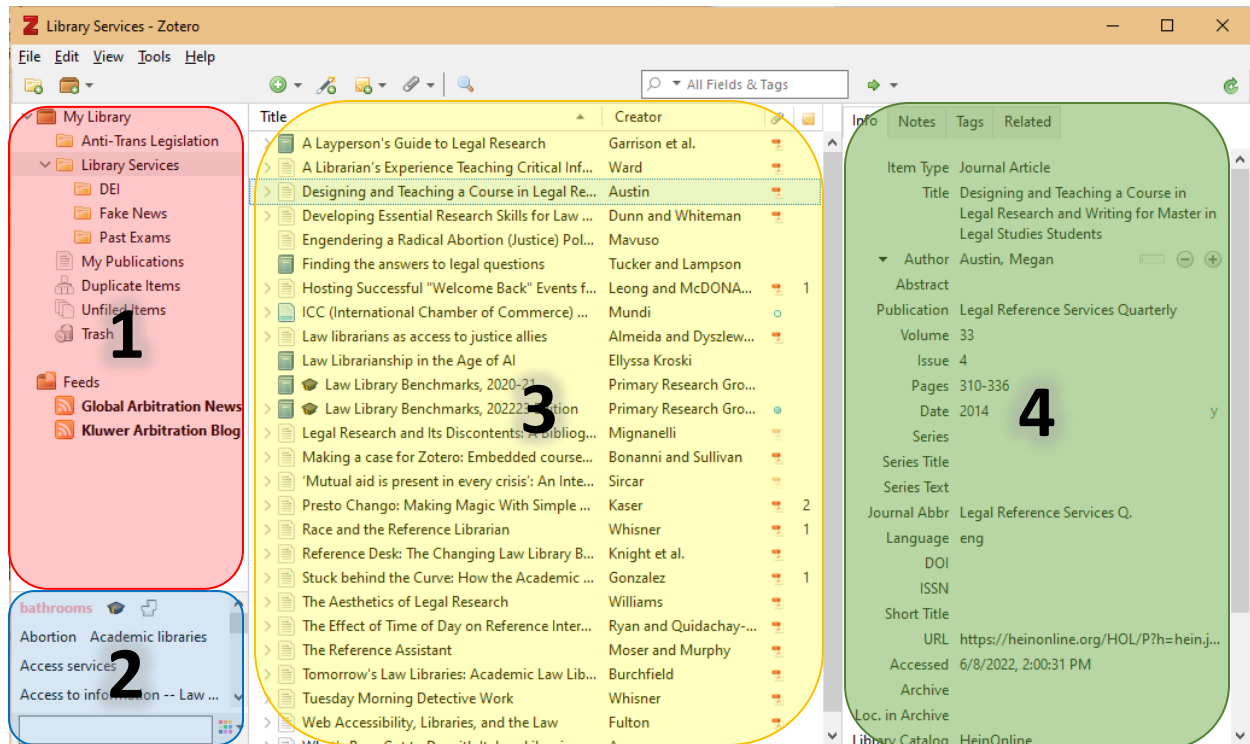 Library Services - Zotero
File Edit View Tools Help
All Fields & Tags
My Library
Anti-Trans Legislation
Library Services
DEI
Fake News
Past Exams
My Publications
Duplicate Items
Unfiled Items
Trash
1
Feeds
Global Arbitration News
Kluwer Arbitration Blog
bathrooms
Abortion Academic libraries
Access services
Access to information -- Law ...
2
Title Creator
A Layperson's Guide to Legal Research Garrison et al.
A Librarian's Experience Teaching Critical Inf... Ward
Designing and Teaching a Course in Legal Re... Austin
Developing Essential Research Skills for Law ... Dunn and Whiteman
Engendering a Radical Abortion (Justice) Pol... Mavuso
Finding the answers to legal questions Tucker and Lampson
Hosting Successful "Welcome Back" Events f... Leong and McDONA... 1
ICC (International Chamber of Commerce) ... Mundi
Law librarians as access to justice allies Almeida and Dyszlew...
Law Librarianship in the Age of AI Ellyssa Kroski
Law Library Benchmarks, 2020-21 Primary Research Gro...
Law Library Benchmarks, 202223 Edition Primary Research Gro...
3
Legal Research and Its Discontents: A Bibliog... Mignanelli
Making a case for Zotero: Embedded course... Bonanni and Sullivan
'Mutual aid is present in every crisis': An Inte... Sircar
Presto Chango: Making Magic With Simple ... Kaser 2
Race and the Reference Librarian Whisner 1
Reference Desk: The Changing Law Library B... Knight et al.
Stuck behind the Curve: How the Academic ... Gonzalez 1
The Aesthetics of Legal Research Williams
The Effect of Time of Day on Reference Inter... Ryan and Quidachay-...
The Reference Assistant Moser and Murphy
Tomorrow's Law Libraries: Academic Law Lib... Burchfield
Tuesday Morning Detective Work Whisner
Web Accessibility, Libraries, and the Law Fulton
Info Notes Tags Related
Item Type Journal Article
Title Designing and Teaching a Course in
Legal Research and Writing for Master in
Legal Studies Students
Author Austin, Megan
Abstract
Publication Legal Reference Services Quarterly
Volume 33
Issue 4
Pages 310-336
Date 2014 y
4
Series
Series Title
Series Text
Journal Abbr Legal Reference Services Q.
Language eng
DOI
ISSN
Short Title
URL https://heinonline.org/HOL/P?h=hein.j...
Accessed 6/8/2022, 2:00:31 PM
Archive
Loc. in Archive
Library Catalog HeinOnline